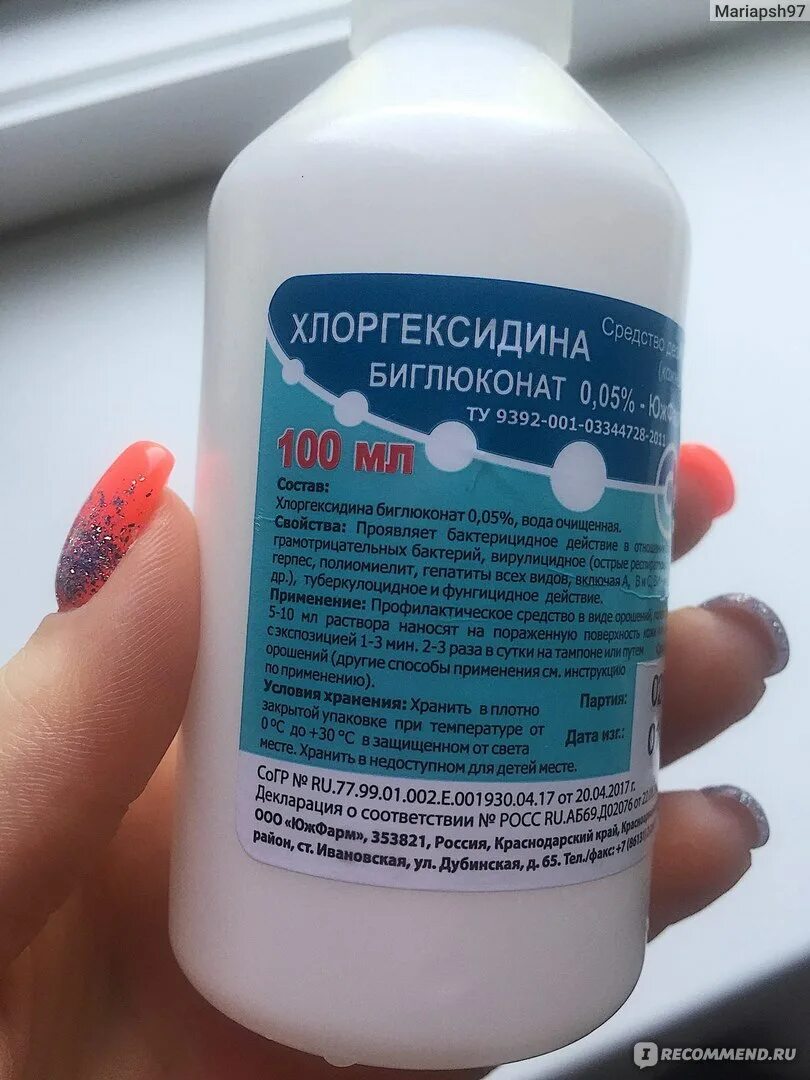 Mariapsh97
ХЛОРГЕКСИДИНА
Средство
БИГЛЮКОНАТ 0,05% -
ТУ 9392-001-03344728-2011
100 мл
Состав:
Хлоргексидина биглюконат 0,05%, вода очищенная.
Свойства: Проявляет бактерицидное действие в
грамотрицательных бактерий, вирулицидное (острые
герпес, полиомиелит, гепатиты всех видов, включая А, В и С,
др.), туберкулоцидное и фунгицидное действие.
Применение: Профилактическое средство в виде орошений,
5-10 мл раствора наносят на пораженную поверхность кожи
с экспозицией 1-3 мин. 2-3 раза в сутки на тампоне или путем
орошений (другие способы применения см. инструкцию
по применению).
Условия хранения: Хранить в плотно
закрытой упаковке при температуре от
0 °С до +30 °С в защищенном от света
месте. Хранить в недоступном для детей месте.
Партия:
Дата изг.:
СоГР № RU.77.99.01.002.Е.001930.04.17 от 20.04.2017 г.
Декларация о соответствии № РОСС RU.АБ69.Д02076 от
ООО «ЮжФарм», 353821, Россия, Краснодарский край,
район, ст. Ивановская, ул. Дубинская, д. 65. Тел./факс: +7
IRECOMMEND.RU